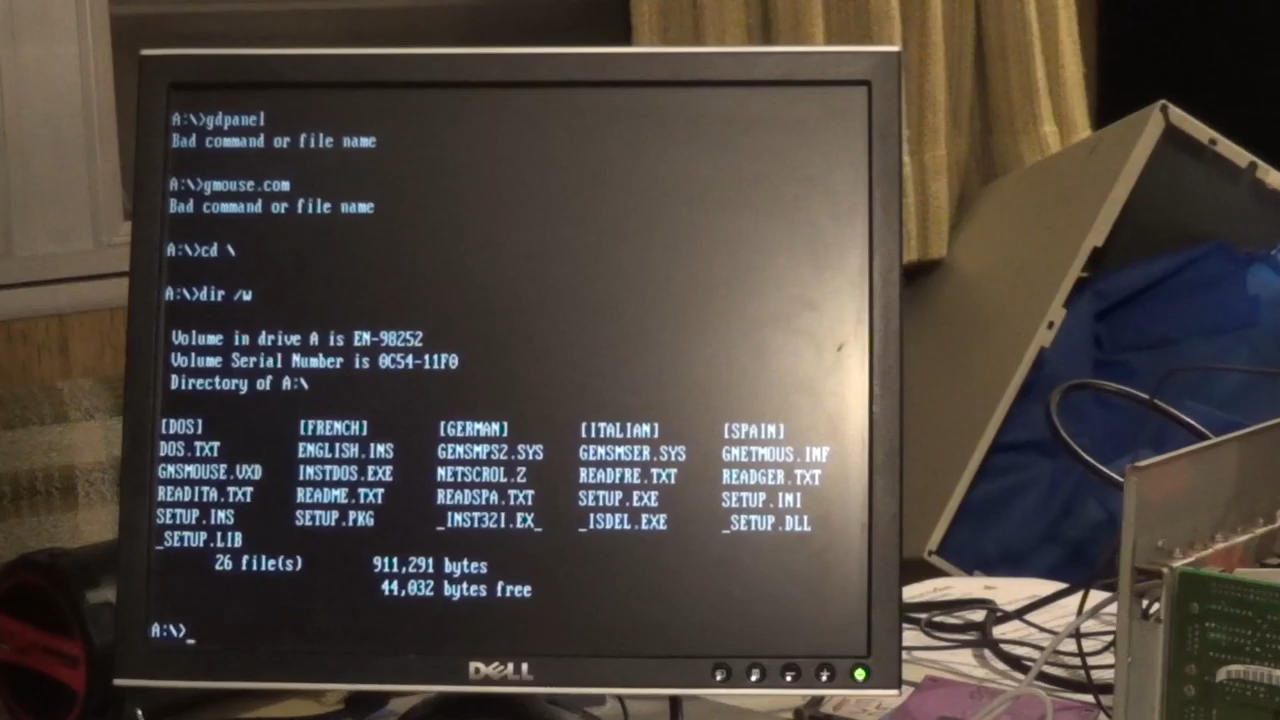 A:\>gdpanel
Bad command or file name
A:\>gmouse.com
Bad command or file name
A:\>cd \
A:\>dir /w
Volume in drive A is EN-98252
Volume Serial Number is 0C54-11F0
Directory of A:\
[DOS] [FRENCH] [GERMAN] [ITALIAN] [SPAIN]
DOS.TXT ENGLISH.INS GENSMPS2.SYS GENSMSER.SYS GNETMOUS.INF
GNSMOUSE.VXD INSTDOS.EXE NETSCROL.Z READFRE.TXT READGER.TXT
READITA.TXT README.TXT READSPA.TXT SETUP.EXE SETUP.INI
SETUP.INS SETUP.PKG _INST32I.EX_ _ISDEL.EXE _SETUP.DLL
_SETUP.LIB
26 file(s) 911,291 bytes
44,032 bytes free
A:\>_
DELL